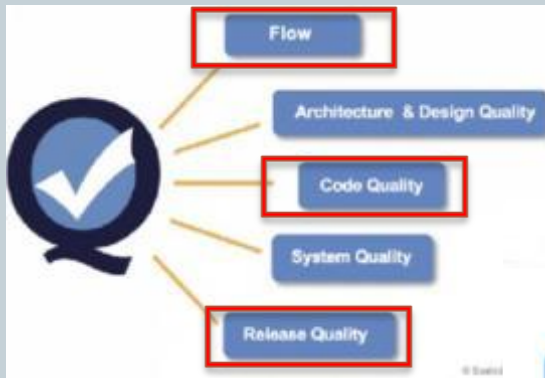 Flow
Architecture & Design Quality
Code Quality
System Quality
Release Quality